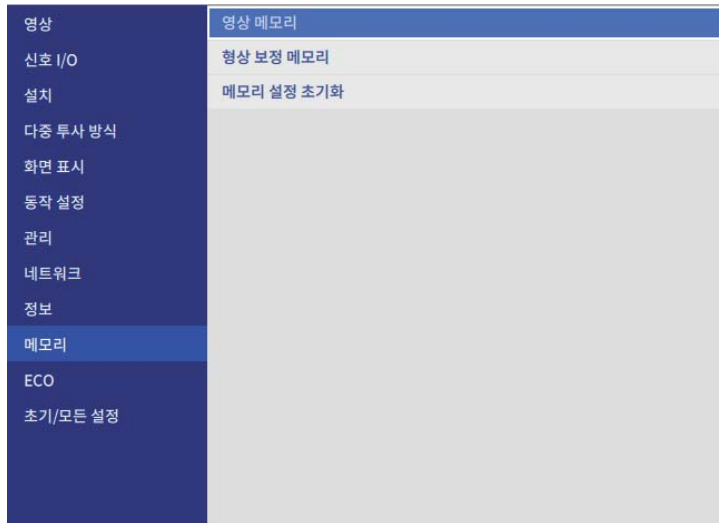 영상
신호 I/O
설치
다중 투사 방식
화면 표시
동작 설정
관리
네트워크
정보
메모리
ECO
초기/모든 설정
영상 메모리
형상 보정 메모리
메모리 설정 초기화